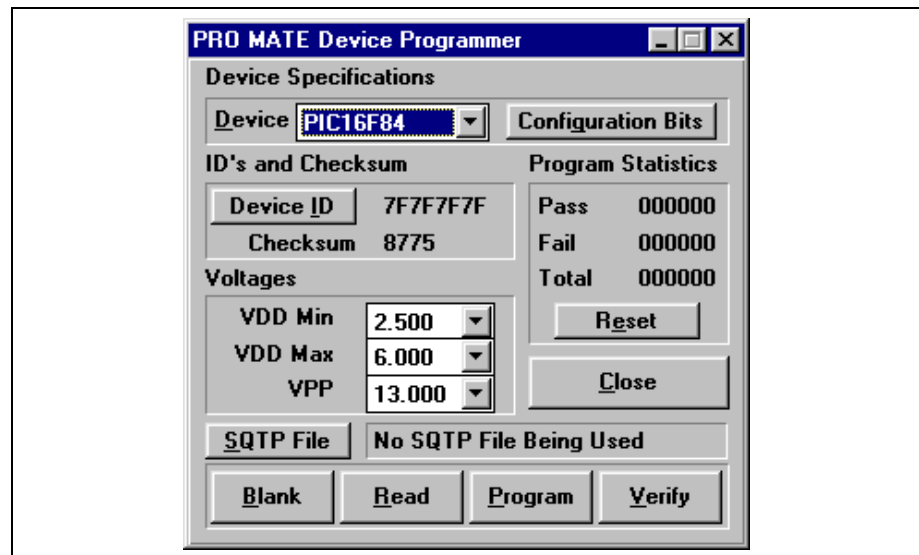 PRO MATE Device Programmer
Device Specifications
Device PIC16F84 Configuration Bits
ID's and Checksum
Device ID 7F7F7F7F
Checksum 8775
Program Statistics
Pass 000000
Fail 000000
Total 000000
Reset
Voltages
VDD Min 2.500
VDD Max 6.000
VPP 13.000
Close
SQTP File No SQTP File Being Used
Blank Read Program Verify